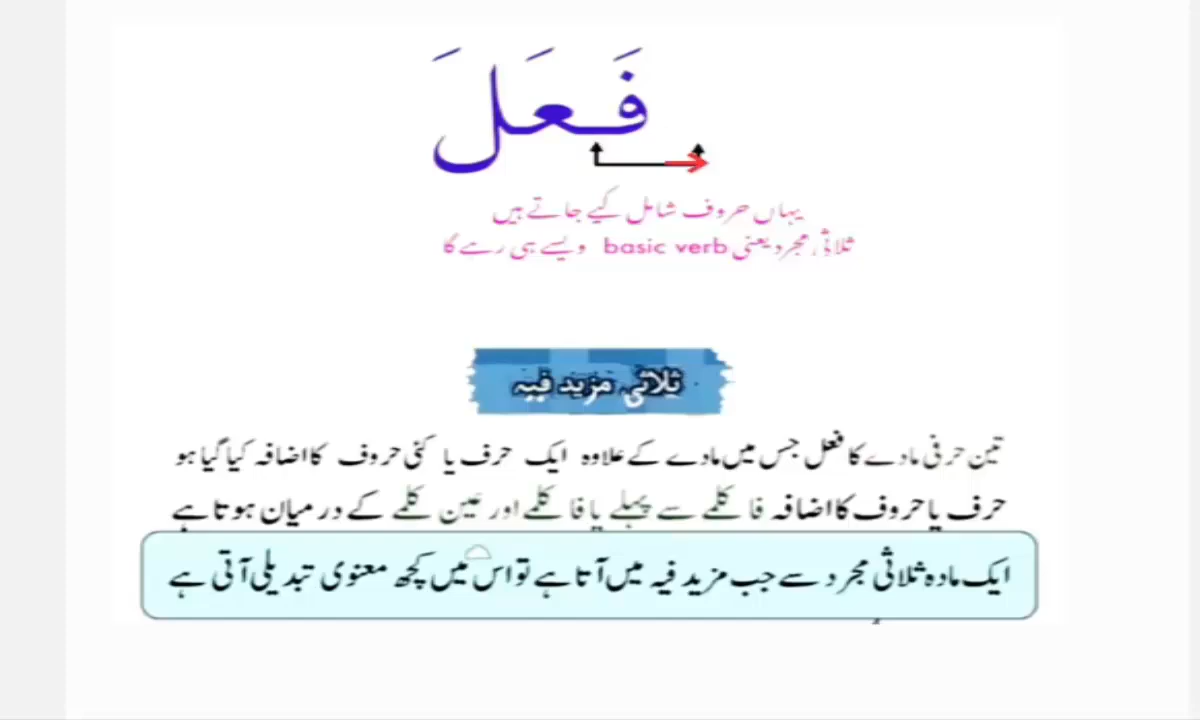 فَعَلَ
یہاں حروف شامل کیے جاتے ہیں
ثلاثی مجرد یعنی basic verb ویسے ہی رہے گا
ثلاثی مزید فیہ
تین حرفی مادے کا فعل جس میں مادے کے علاوہ ایک حرف یا کئی حروف کا اضافہ کیا گیا ہو
حرف یا حروف کا اضافہ فا کلمے سے پہلے یا فا کلمے اور عین کلمے کے درمیان ہوتا ہے
ایک مادہ ثلاثی مجرد سے جب مزید فیہ میں آتا ہے تو اس میں کچھ معنوی تبدیلی آتی ہے